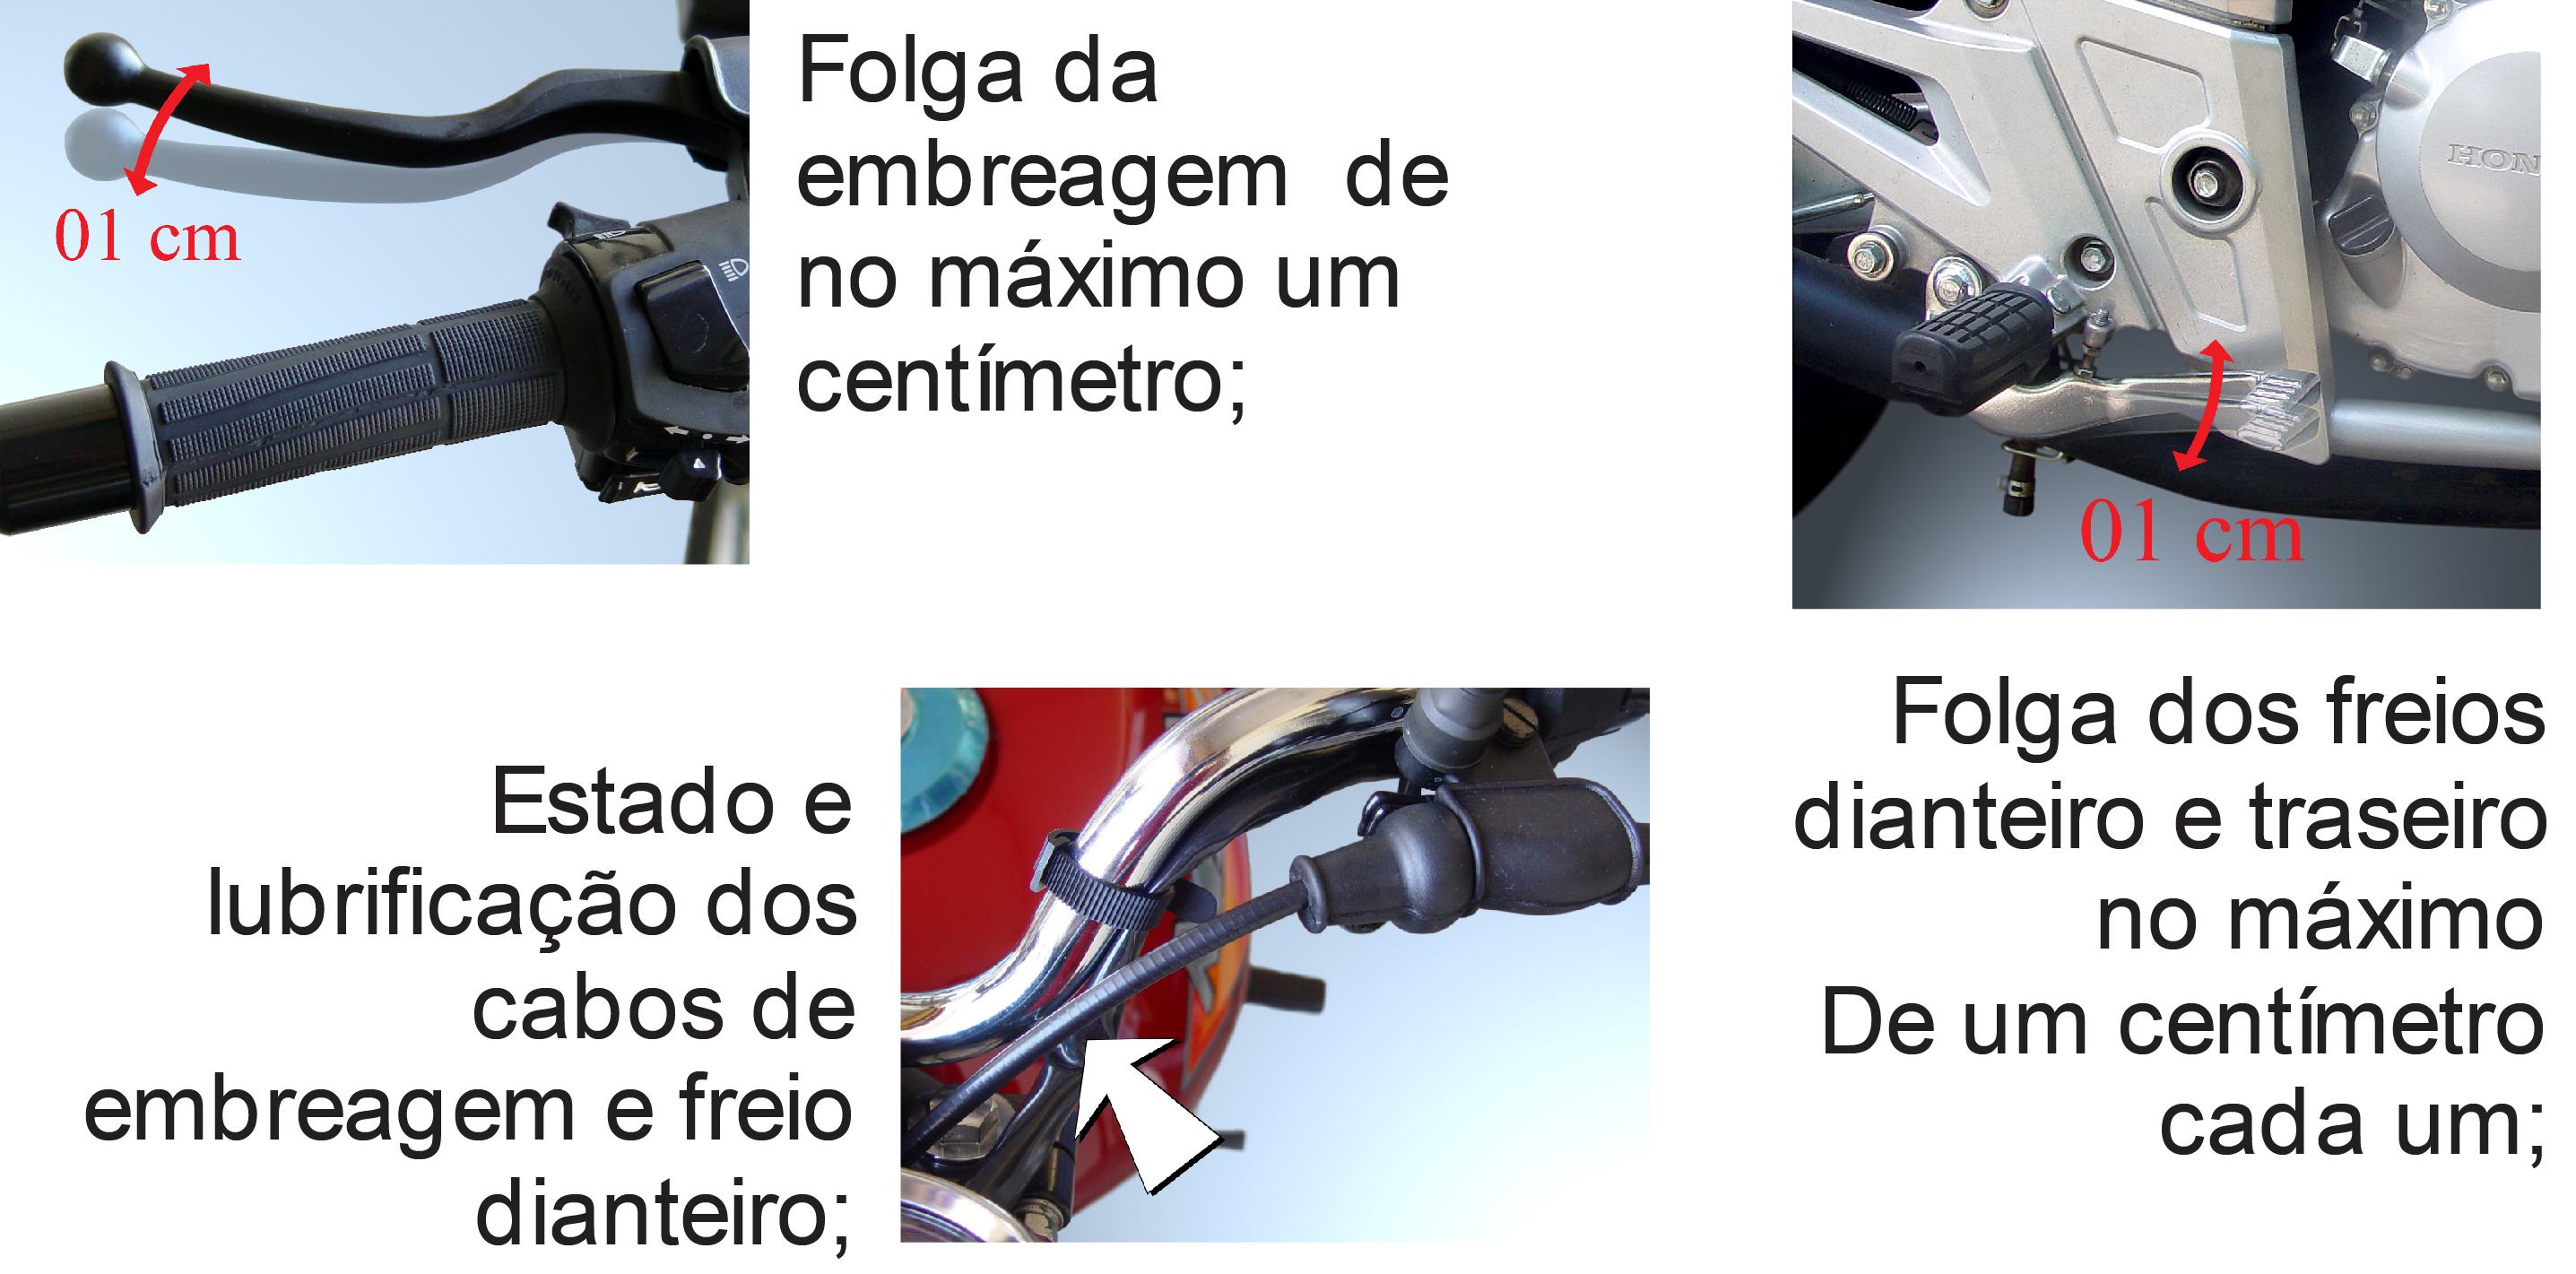 01 cm
Folga da
embreagem de
no máximo um
centímetro;
HON
01 cm
Folga dos freios
dianteiro e traseiro
no máximo
De um centímetro
cada um;
Estado e
lubrificação dos
cabos de
embreagem e freio
dianteiro;